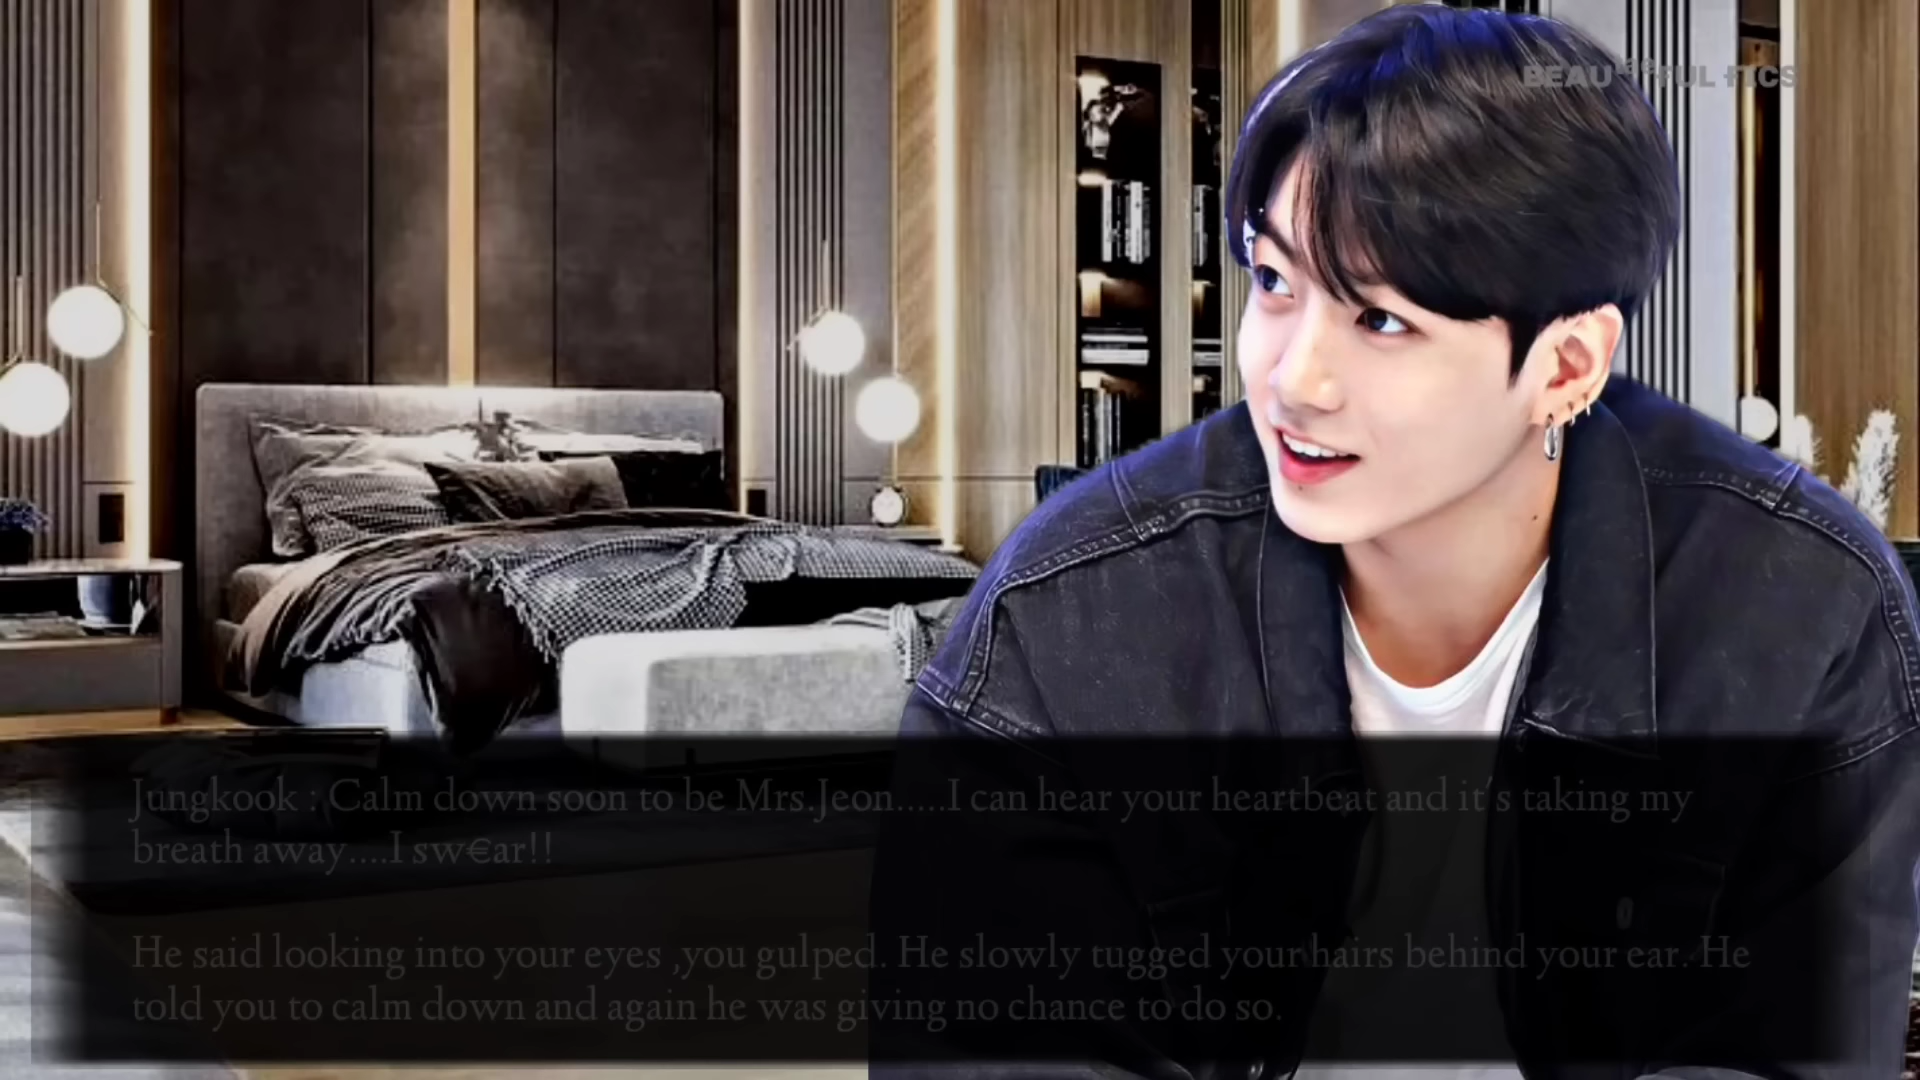 Jungkook : Calm down soon to be Mrs.Jeon.....I can hear your heartbeat and it's taking my
breath away....I sw€ar!!
He said looking into your eyes ,you gulped. He slowly tugged your hairs behind your ear. He
told you to calm down and again he was giving no chance to do so.